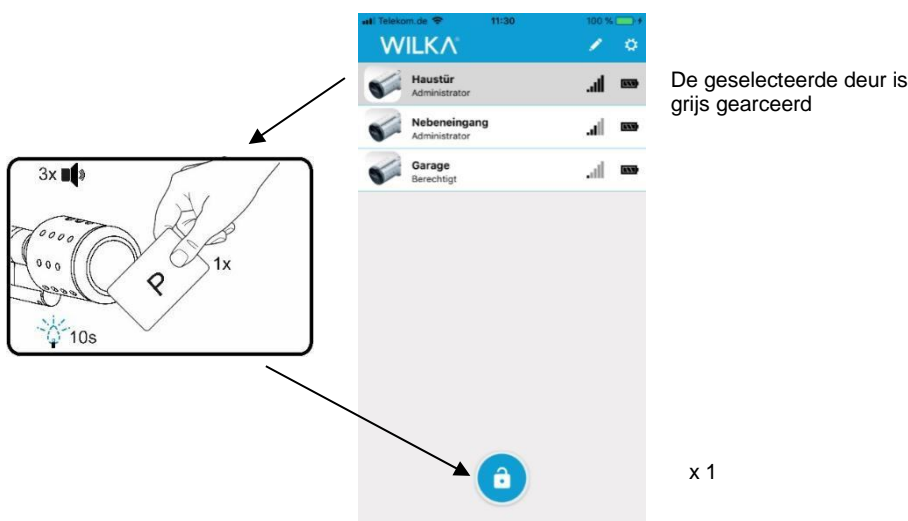 Telekom.de 11:30 100 %
WILKA
Haustür
Administrator
Nebeneingang
Administrator
Garage
Berechtigt
De geselecteerde deur is
grijs gearceerd
3x
1x
P
10s
x 1